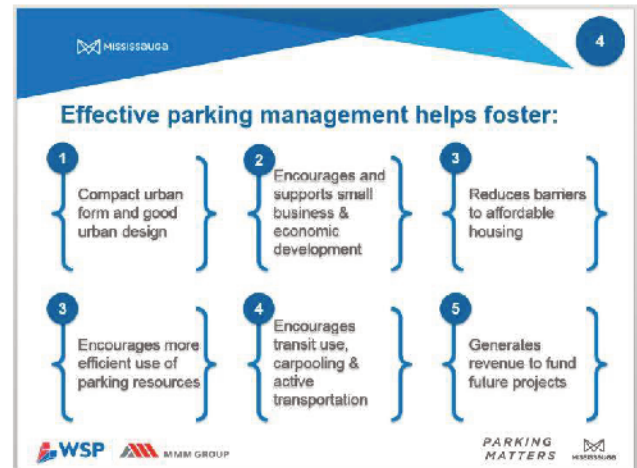 MISSISSAUGA
4
Effective parking management helps foster:
1
Compact urban
form and good
urban design
2
Encourages and
supports small
business &
economic
development
3
Reduces barriers
to affordable
housing
3
Encourages more
efficient use of
parking resources
4
Encourages
transit use,
carpooling &
active
transportation
5
Generates
revenue to fund
future projects
WSP
MMM GROUP
PARKING
MATTERS
MISSISSAUGA